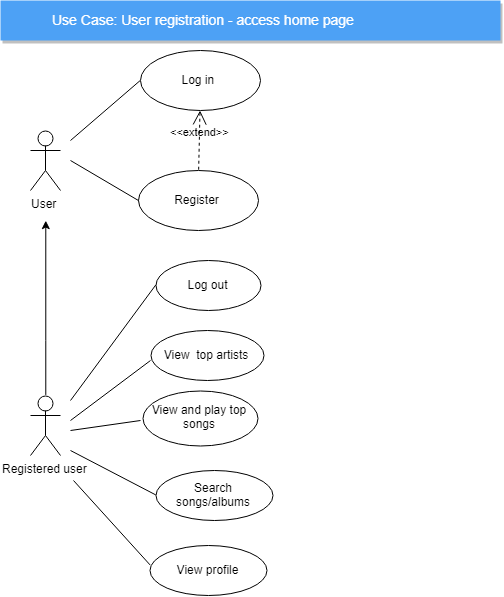 Use Case: User registration - access home page
Log in
<<extend>>
Register
User
Log out
View  top artists
View and play top
songs
Registered user
Search
songs/albums
View profile